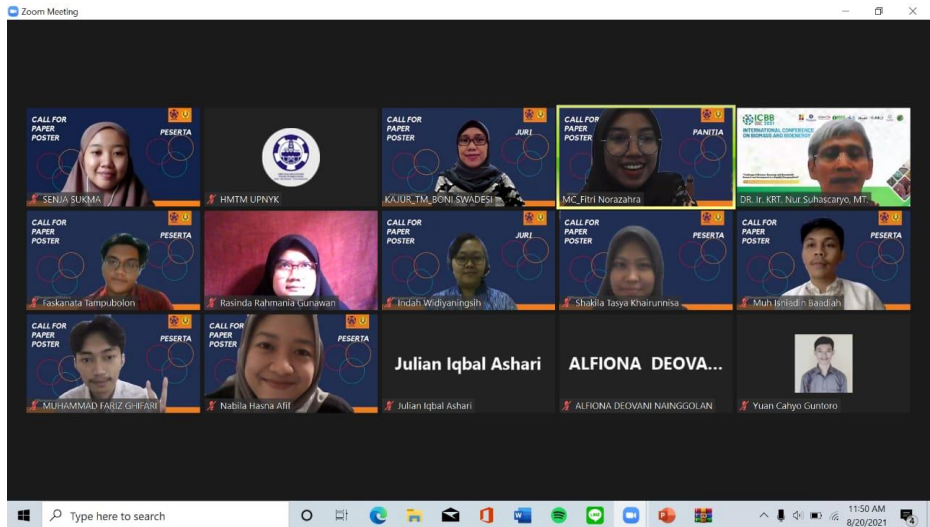 Zoom Meeting
CALL FOR
PAPER
POSTER
PESERTA
SENJA SUKMA
HMTM UPNYK
CALL FOR
PAPER
POSTER
JURI
KAJUR_TM_BONI SWADESI
CALL FOR
PAPER
POSTER
PANITIA
MC_Fitri Norazahra
ICBB
INTERNATIONAL CONFERENCE
ON BIOMASS AND BIOENERGY
DR. Ir. KRT. Nur Suhascaryo, MT.
CALL FOR
PAPER
POSTER
PESERTA
Faskanata Tampubolon
Rasinda Rahmania Gunawan
CALL FOR
PAPER
POSTER
JURI
Indah Widiyaningsih
CALL FOR
PAPER
POSTER
PESERTA
Shakila Tasya Khairunnisa
CALL FOR
PAPER
POSTER
PESERTA
Muh Isniadin Baadiah
CALL FOR
PAPER
POSTER
PESERTA
MUHAMMAD FARIZ GHIFARI
CALL FOR
PAPER
POSTER
PESERTA
Nabila Hasna Afif
Julian Iqbal Ashari
Julian Iqbal Ashari
ALFIONA DEOVA...
ALFIONA DEOVANI NAINGGOLAN
Yuan Cahyo Guntoro
Type here to search
11:50 AM
8/20/2021
4